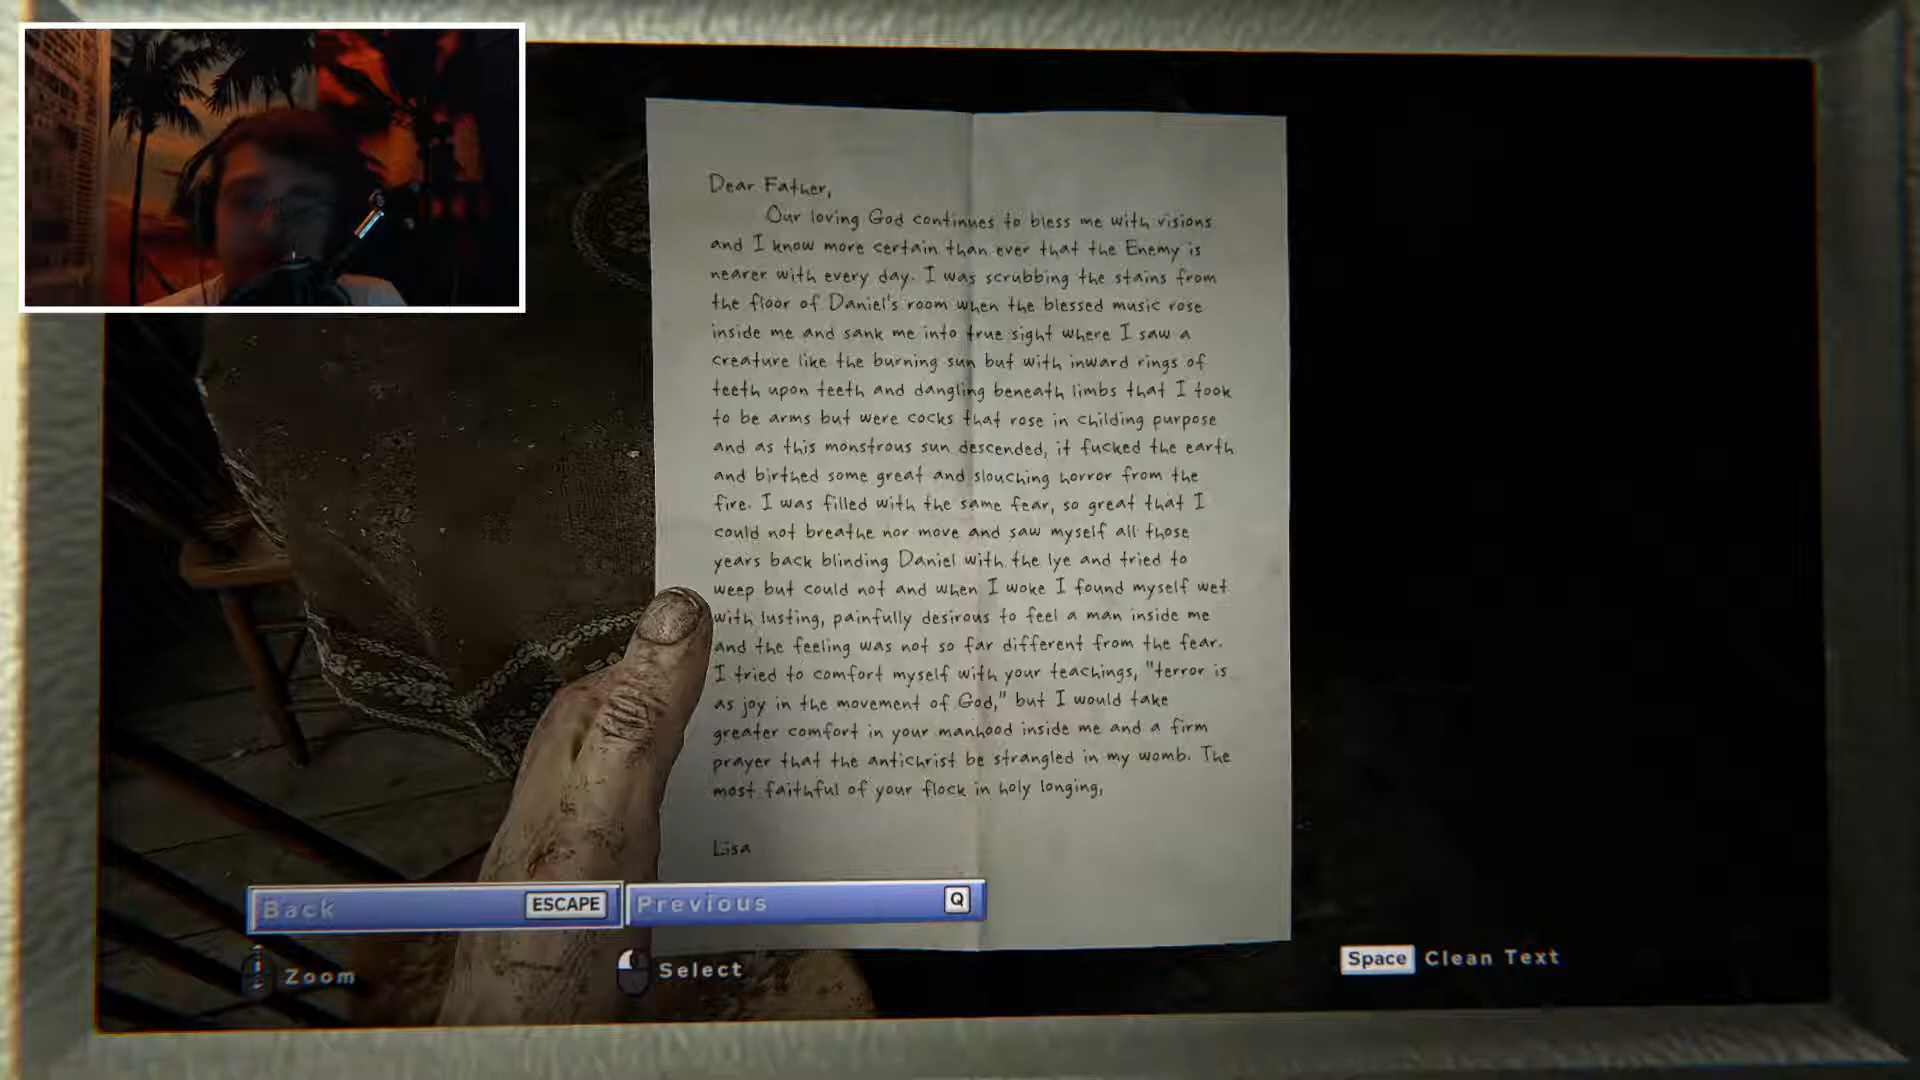 Dear Father,
Our loving God continues to bless me with visions
and I know more certain than ever that the Enemy is
nearer with every day. I was scrubbing the stains from
the floor of Daniel's room when the blessed music rose
inside me and sank me into true sight where I saw a
creature like the burning sun but with inward rings of
teeth upon teeth and dangling beneath limbs that I took
to be arms but were cocks that rose in childing purpose
and as this monstrous sun descended, it fucked the earth
and birthed some great and slouching horror from the
fire. I was filled with the same fear, so great that I
could not breathe nor move and saw myself all those
years back blinding Daniel with the lye and tried to
weep but could not and when I woke I found myself wet
with lusting, painfully desirous to feel a man inside me
and the feeling was not so far different from the fear.
I tried to comfort myself with your teachings, "terror is
as joy in the movement of God," but I would take
greater comfort in your manhood inside me and a firm
prayer that the antichrist be strangled in my womb. The
most faithful of your flock in holy longing,
Lisa
Back ESCAPE Previous Q
Zoom Select Space Clean Text